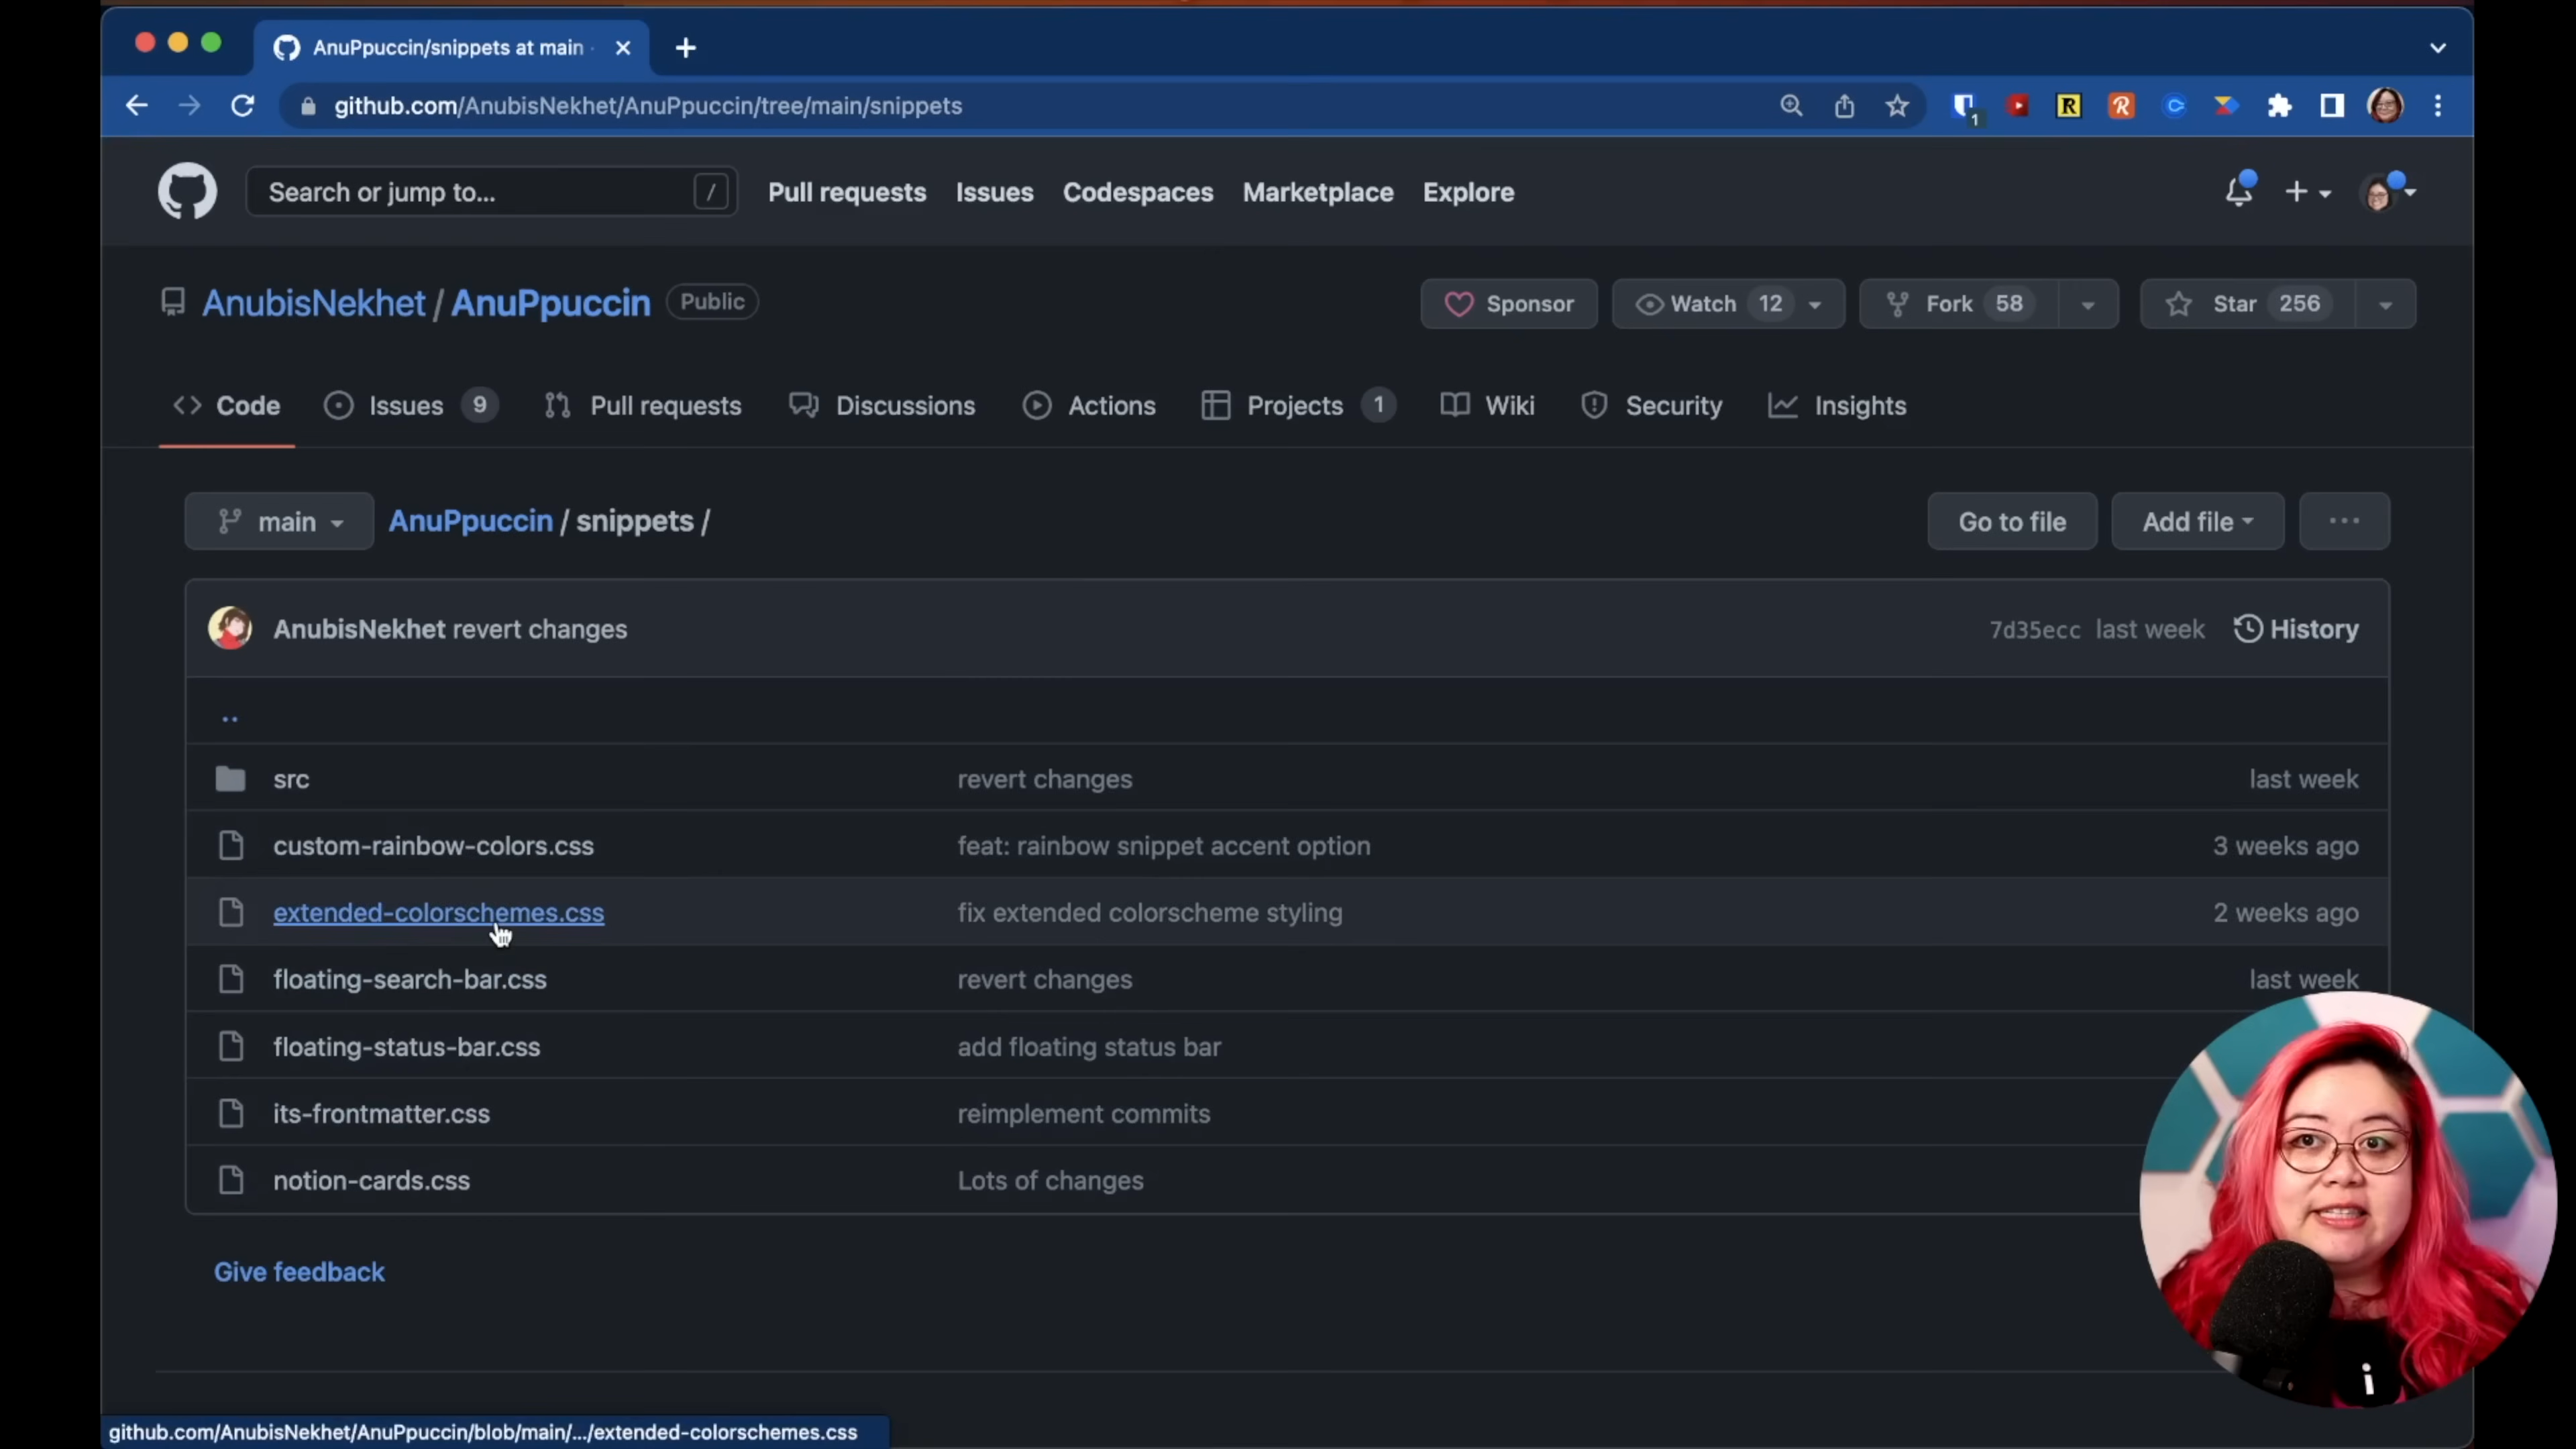 AnuPpuccin/snippets at main
github.com/AnubisNekhet/AnuPpuccin/tree/main/snippets
1
R
Search or jump to...
/
Pull requests
Issues
Codespaces
Marketplace
Explore
AnubisNekhet / AnuPpuccin
Public
Sponsor
Watch 12
Fork 58
Star 256
Code
Issues 9
Pull requests
Discussions
Actions
Projects 1
Wiki
Security
Insights
main
AnuPpuccin / snippets /
Go to file
Add file
...
AnubisNekhet revert changes
7d35ecc last week
History
..
src
revert changes
last week
custom-rainbow-colors.css
feat: rainbow snippet accent option
3 weeks ago
extended-colorschemes.css
fix extended colorscheme styling
2 weeks ago
floating-search-bar.css
revert changes
last week
floating-status-bar.css
add floating status bar
its-frontmatter.css
reimplement commits
notion-cards.css
Lots of changes
Give feedback
i
github.com/AnubisNekhet/AnuPpuccin/blob/main/.../extended-colorschemes.css